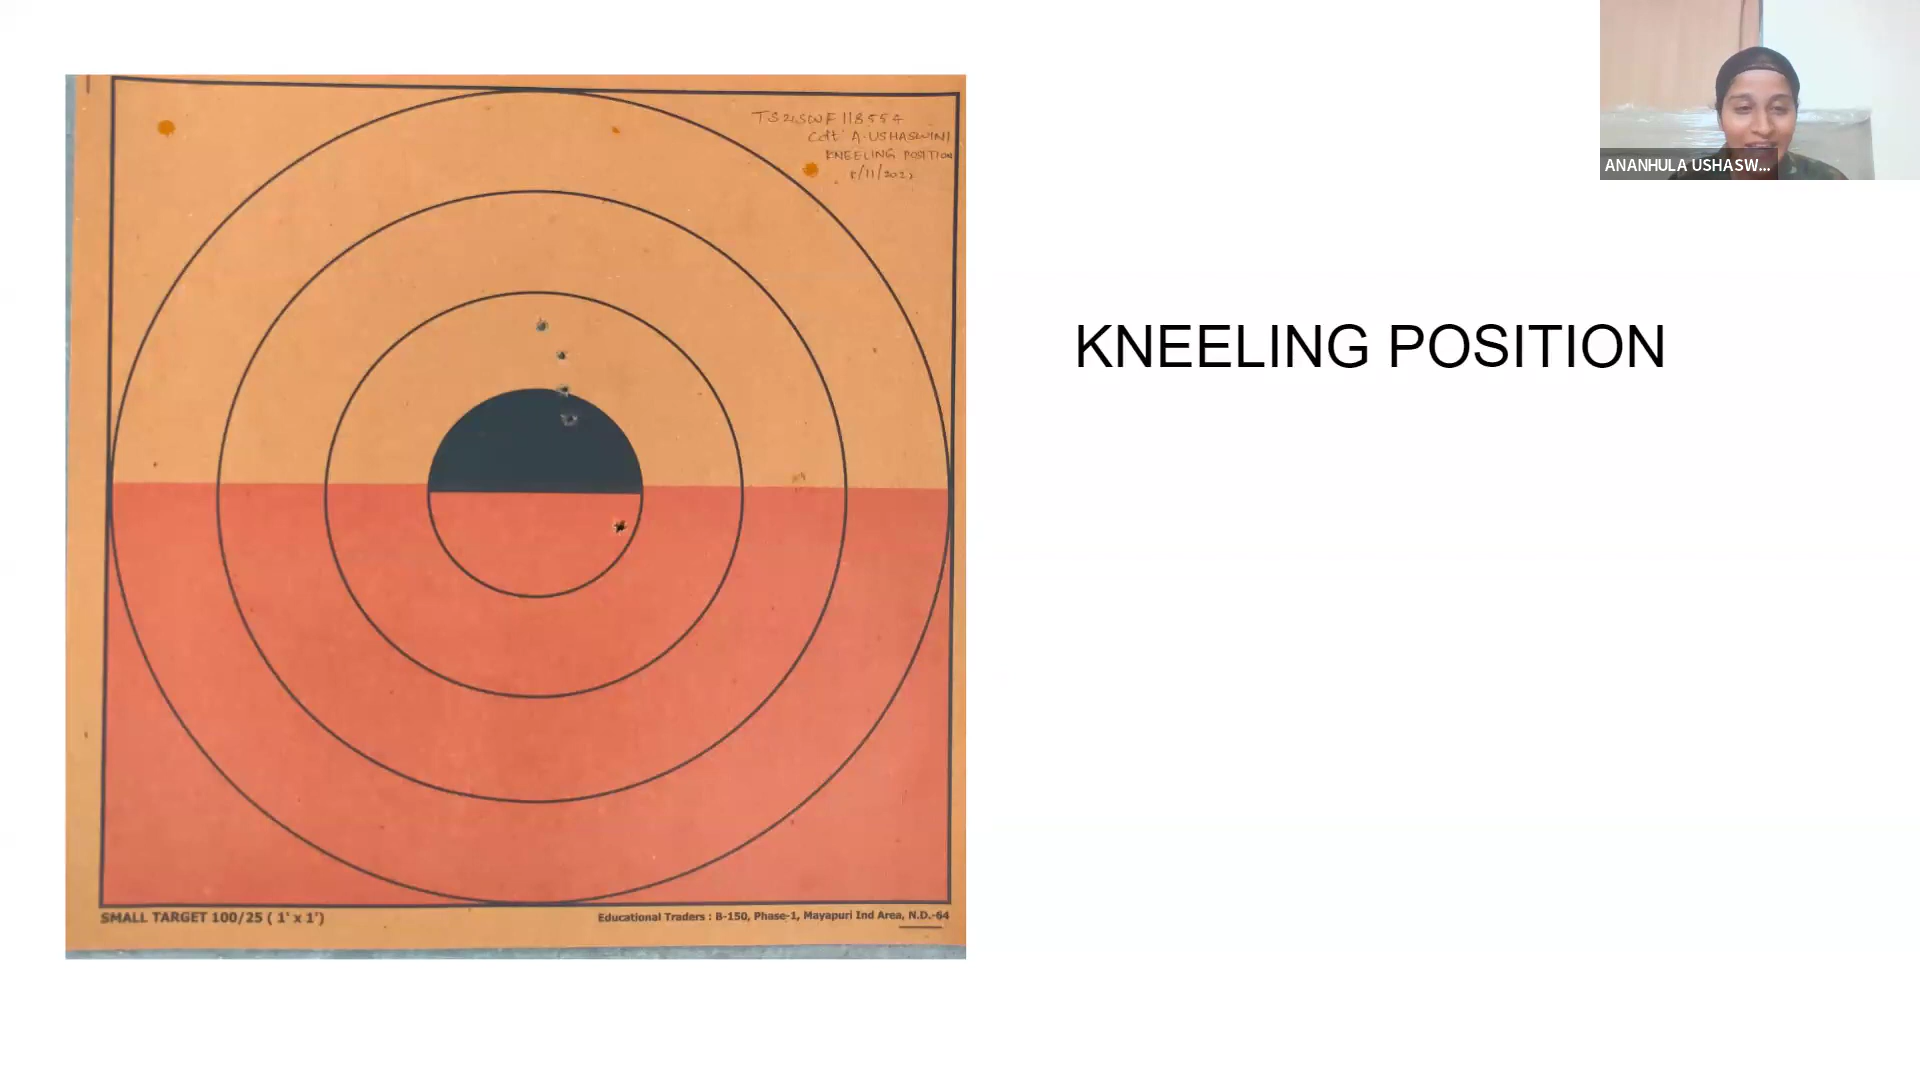 TS21SWF118554
Cdt A.USHASWINI
KNEELING POSITION
ANANHULA USHASW...
KNEELING POSITION
SMALL TARGET 100/25 ( 1' x 1')
Educational Traders : B-150, Phase-1, Mayapuri Ind Area, N.D.-64